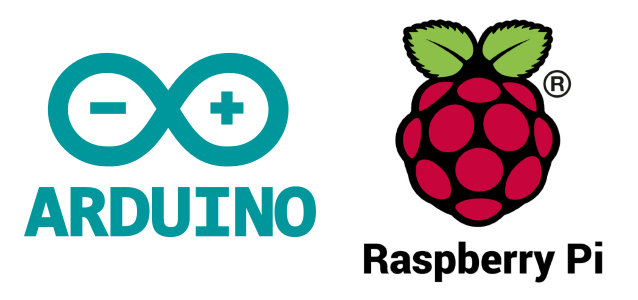 - +
ARDUINO
®
Raspberry Pi